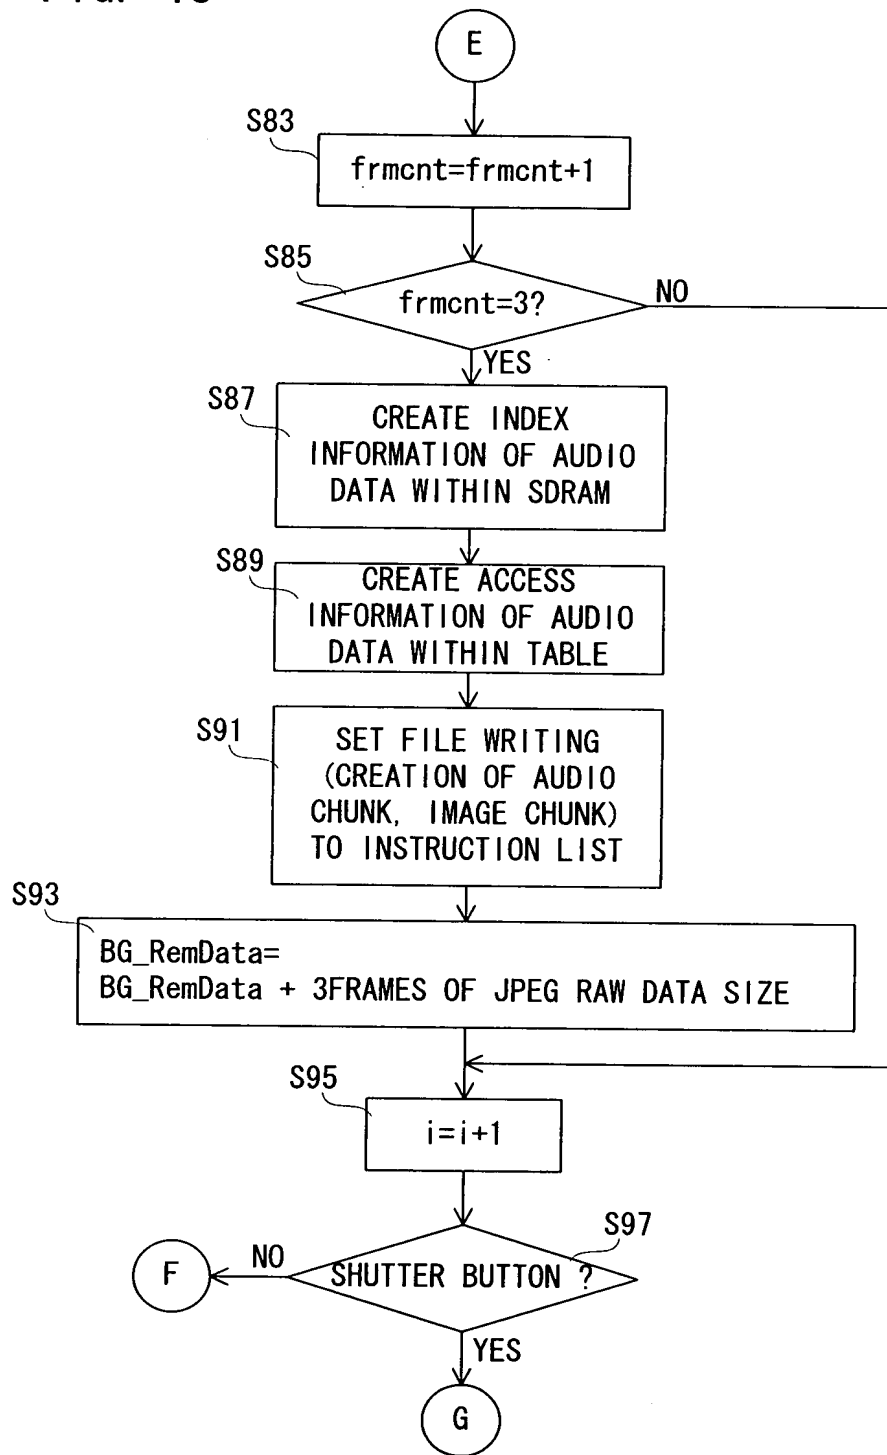 E
S83
frmcnt=frmcnt+1
S85
frmcnt=3?
NO
YES
S87
CREATE INDEX
INFORMATION OF AUDIO
DATA WITHIN SDRAM
S89
CREATE ACCESS
INFORMATION OF AUDIO
DATA WITHIN TABLE
S91
SET FILE WRITING
(CREATION OF AUDIO
CHUNK, IMAGE CHUNK)
TO INSTRUCTION LIST
S93
BG_RemData=
BG_RemData + 3FRAMES OF JPEG RAW DATA SIZE
S95
i=i+1
S97
F
NO
SHUTTER BUTTON ?
YES
G